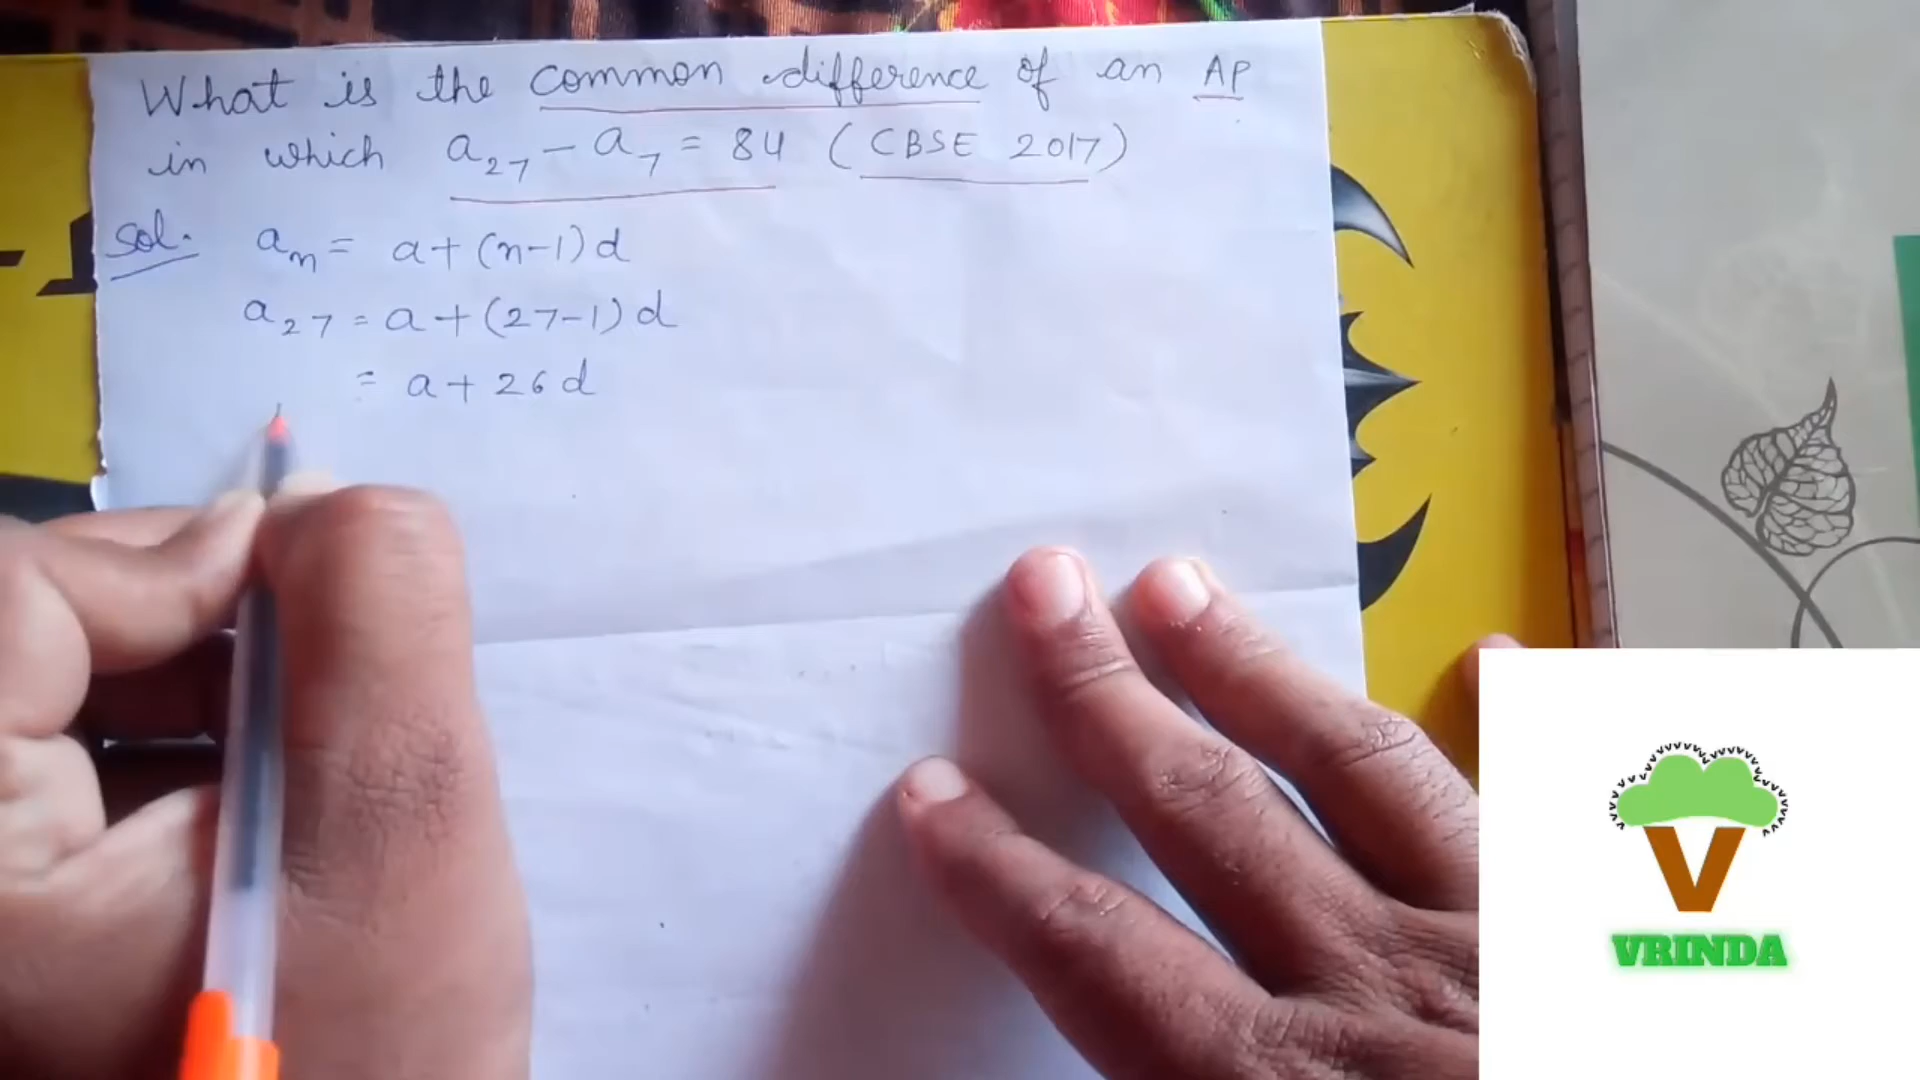 What is the common difference of an AP
in which a₂₇ - a₇ = 84 (CBSE 2017)
Sol. aₙ = a + (n-1) d
a₂₇ = a + (27-1) d
= a + 26 d
V
VRINDA